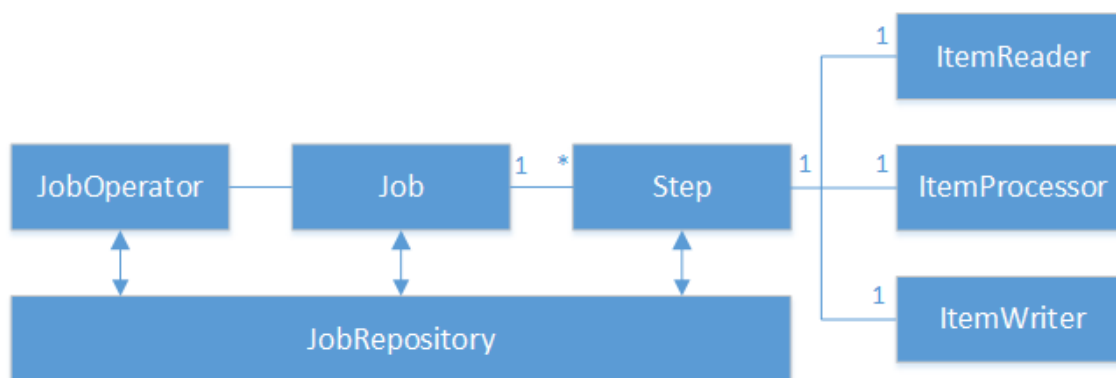 1
ItemReader
JobOperator
Job
1
*
Step
1
1
ItemProcessor
1
ItemWriter
JobRepository